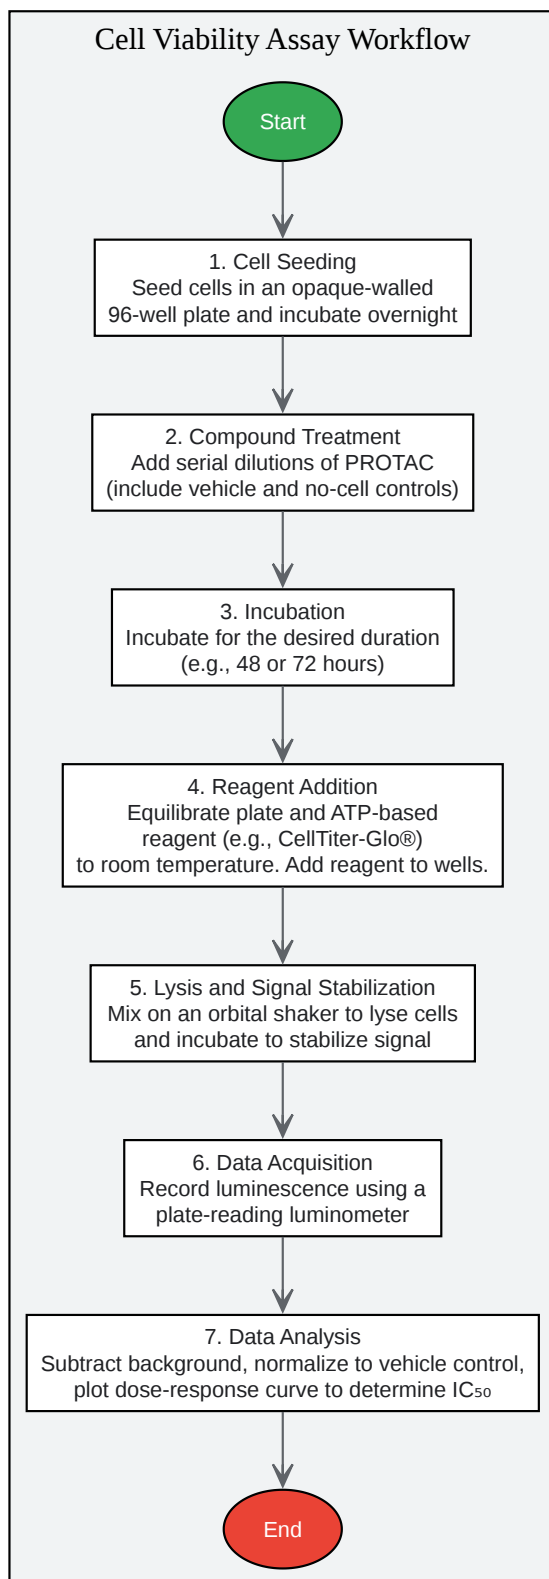 Cell Viability Assay Workflow
Start
1. Cell Seeding
Seed cells in an opaque-walled
96-well plate and incubate overnight
2. Compound Treatment
Add serial dilutions of PROTAC
(include vehicle and no-cell controls)
3. Incubation
Incubate for the desired duration
(e.g., 48 or 72 hours)
4. Reagent Addition
Equilibrate plate and ATP-based
reagent (e.g., CellTiter-Glo®)
to room temperature. Add reagent to wells.
5. Lysis and Signal Stabilization
Mix on an orbital shaker to lyse cells
and incubate to stabilize signal
6. Data Acquisition
Record luminescence using a
plate-reading luminometer
7. Data Analysis
Subtract background, normalize to vehicle control,
plot dose-response curve to determine IC₅₀
End